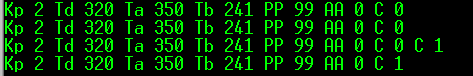 Kp 2 Td 320 Ta 350 Tb 241 PP 99 AA 0 C 0
Kp 2 Td 320 Ta 350 Tb 241 PP 99 AA 0 C 0
Kp 2 Td 320 Ta 350 Tb 241 PP 99 AA 0 C 0 C 1
Kp 2 Td 320 Ta 350 Tb 241 PP 99 AA 0 C 1